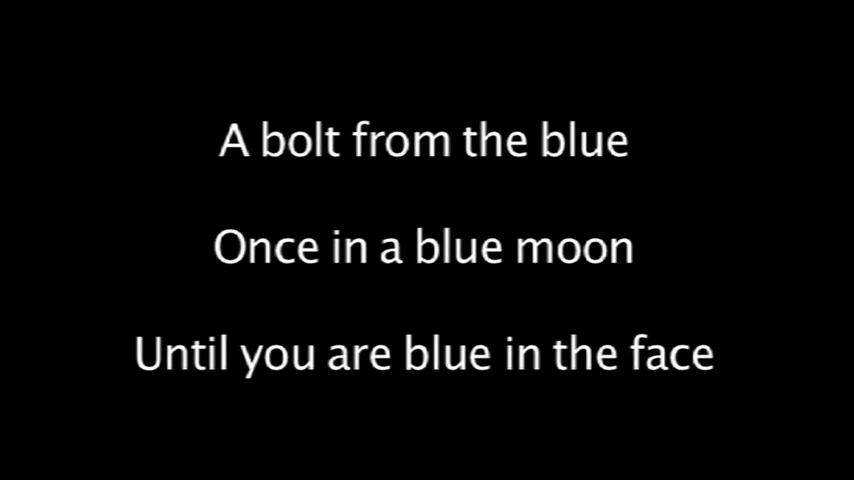 A bolt from the blue
Once in a blue moon
Until you are blue in the face